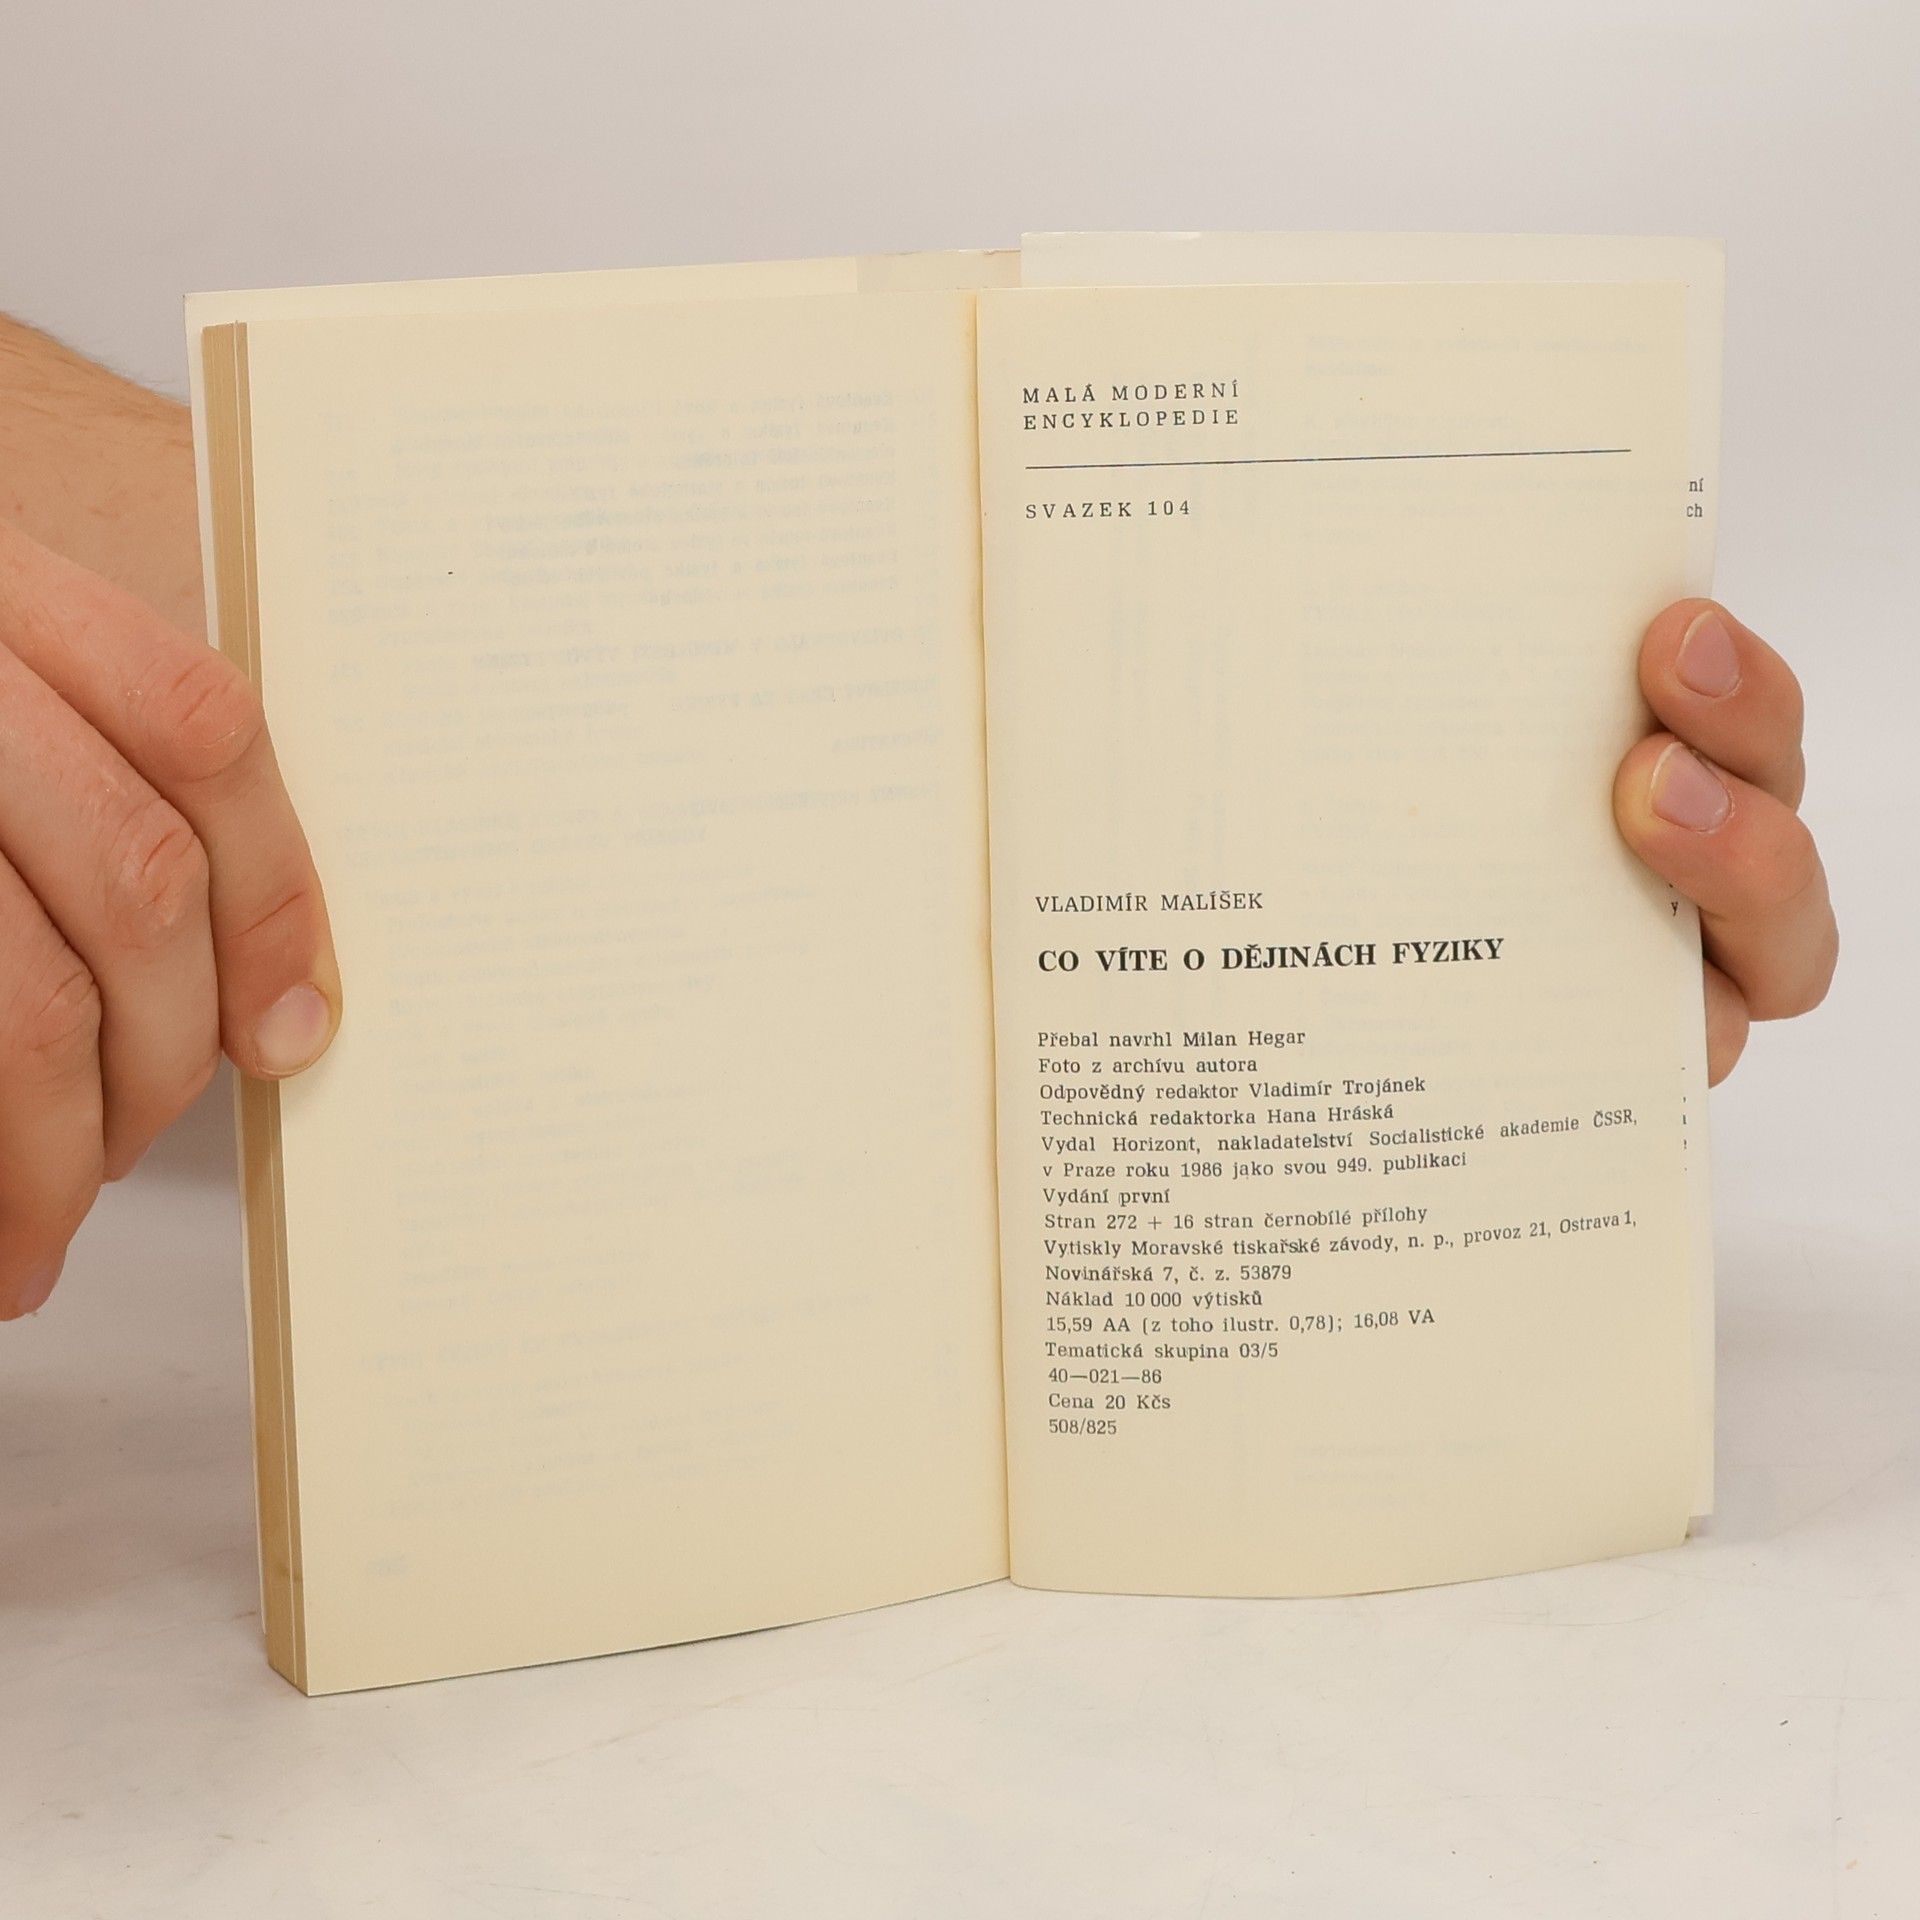 MALÁ MODERNÍ
ENCYKLOPEDIE
SVAZEK 104
ní
ch
y
VLADIMÍR MALÍŠEK
CO VÍTE O DĚJINÁCH FYZIKY
Přebal navrhl Milan Hegar
Foto z archívu autora
Odpovědný redaktor Vladimír Trojánek
Technická redaktorka Hana Hráská
Vydal Horizont, nakladatelství Socialistické akademie ČSSR,
v Praze roku 1986 jako svou 949. publikaci
Vydání první
Stran 272 + 16 stran černobílé přílohy
Vytiskly Moravské tiskařské závody, n. p., provoz 21, Ostrava 1,
Novinářská 7, č. z. 53879
Náklad 10 000 výtisků
15,59 AA (z toho ilustr. 0,78); 16,08 VA
Tematická skupina 03/5
40—021—86
Cena 20 Kčs
508/825